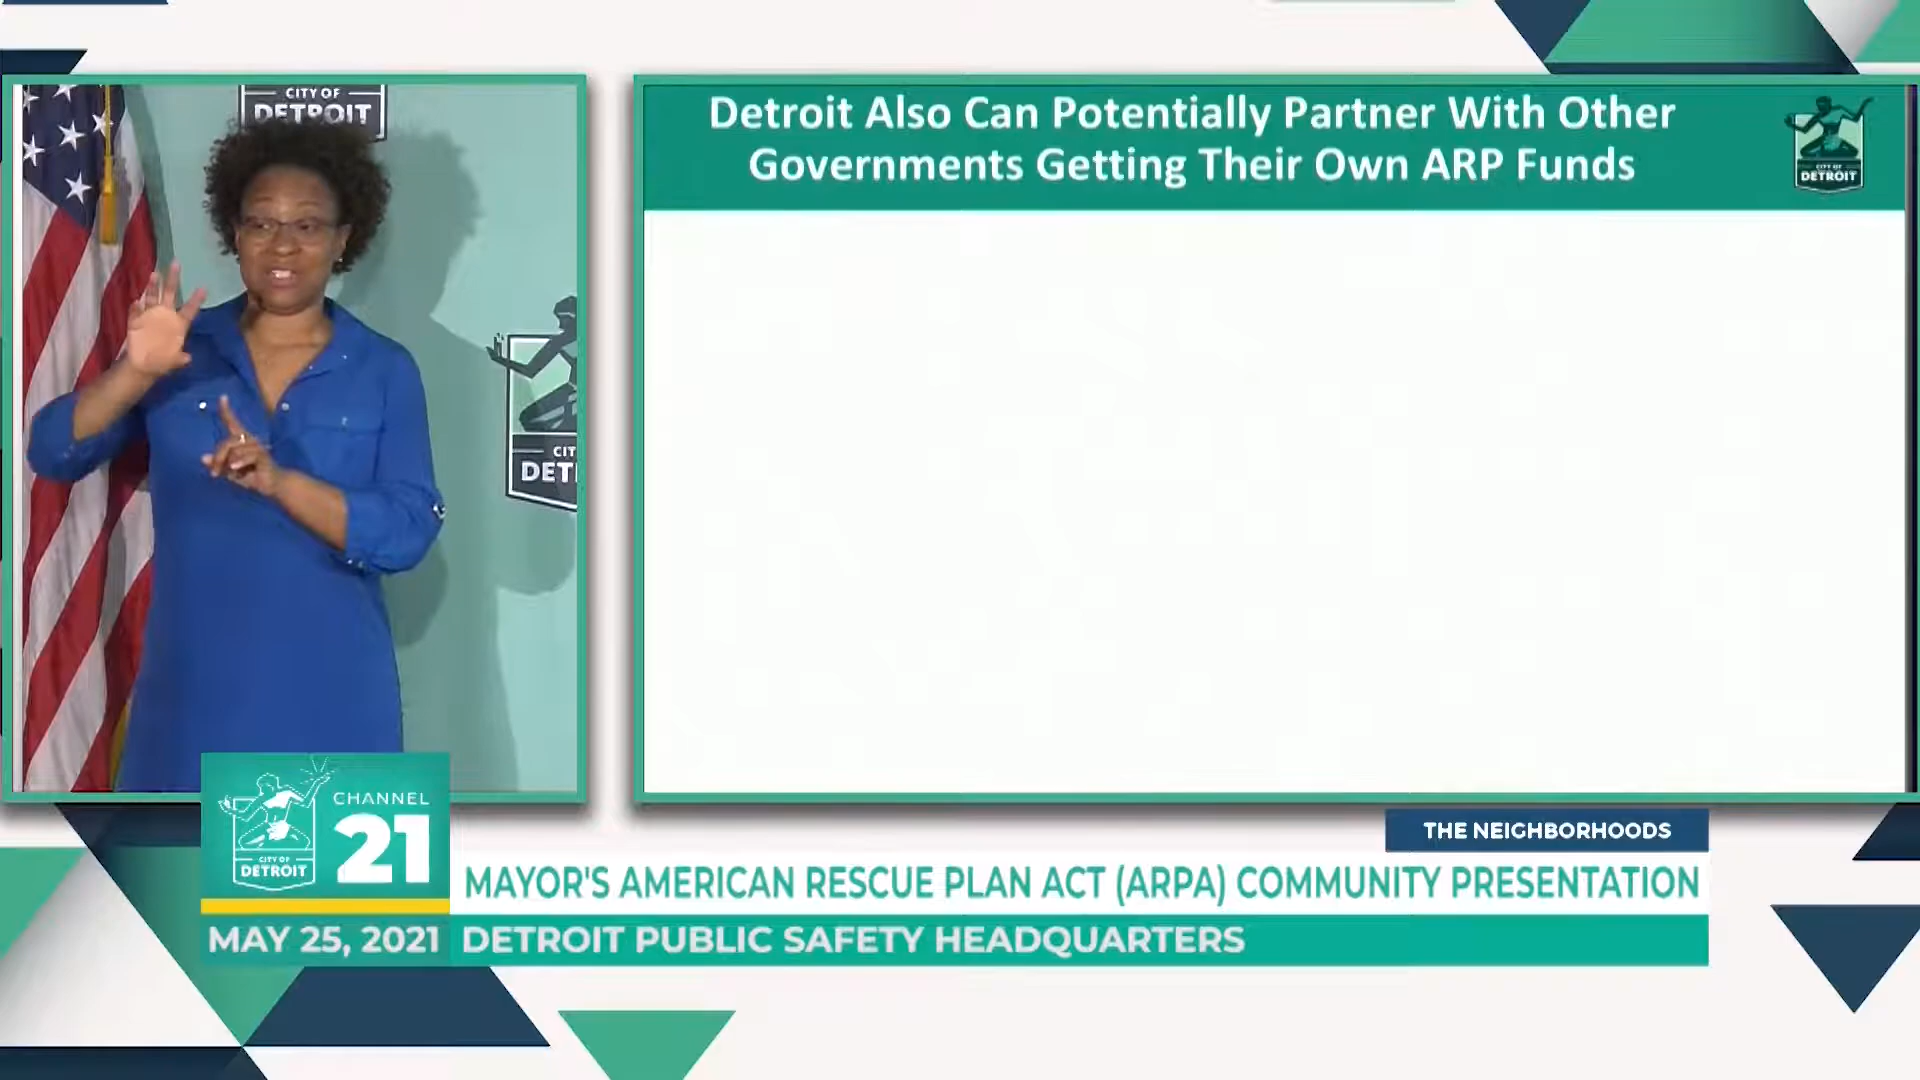 CITY OF
DETROIT
CIT
DET
Detroit Also Can Potentially Partner With Other
Governments Getting Their Own ARP Funds
CITY OF
DETROIT
THE NEIGHBORHOODS
CHANNEL
21
CITY OF
DETROIT
MAYOR'S AMERICAN RESCUE PLAN ACT (ARPA) COMMUNITY PRESENTATION
MAY 25, 2021
DETROIT PUBLIC SAFETY HEADQUARTERS